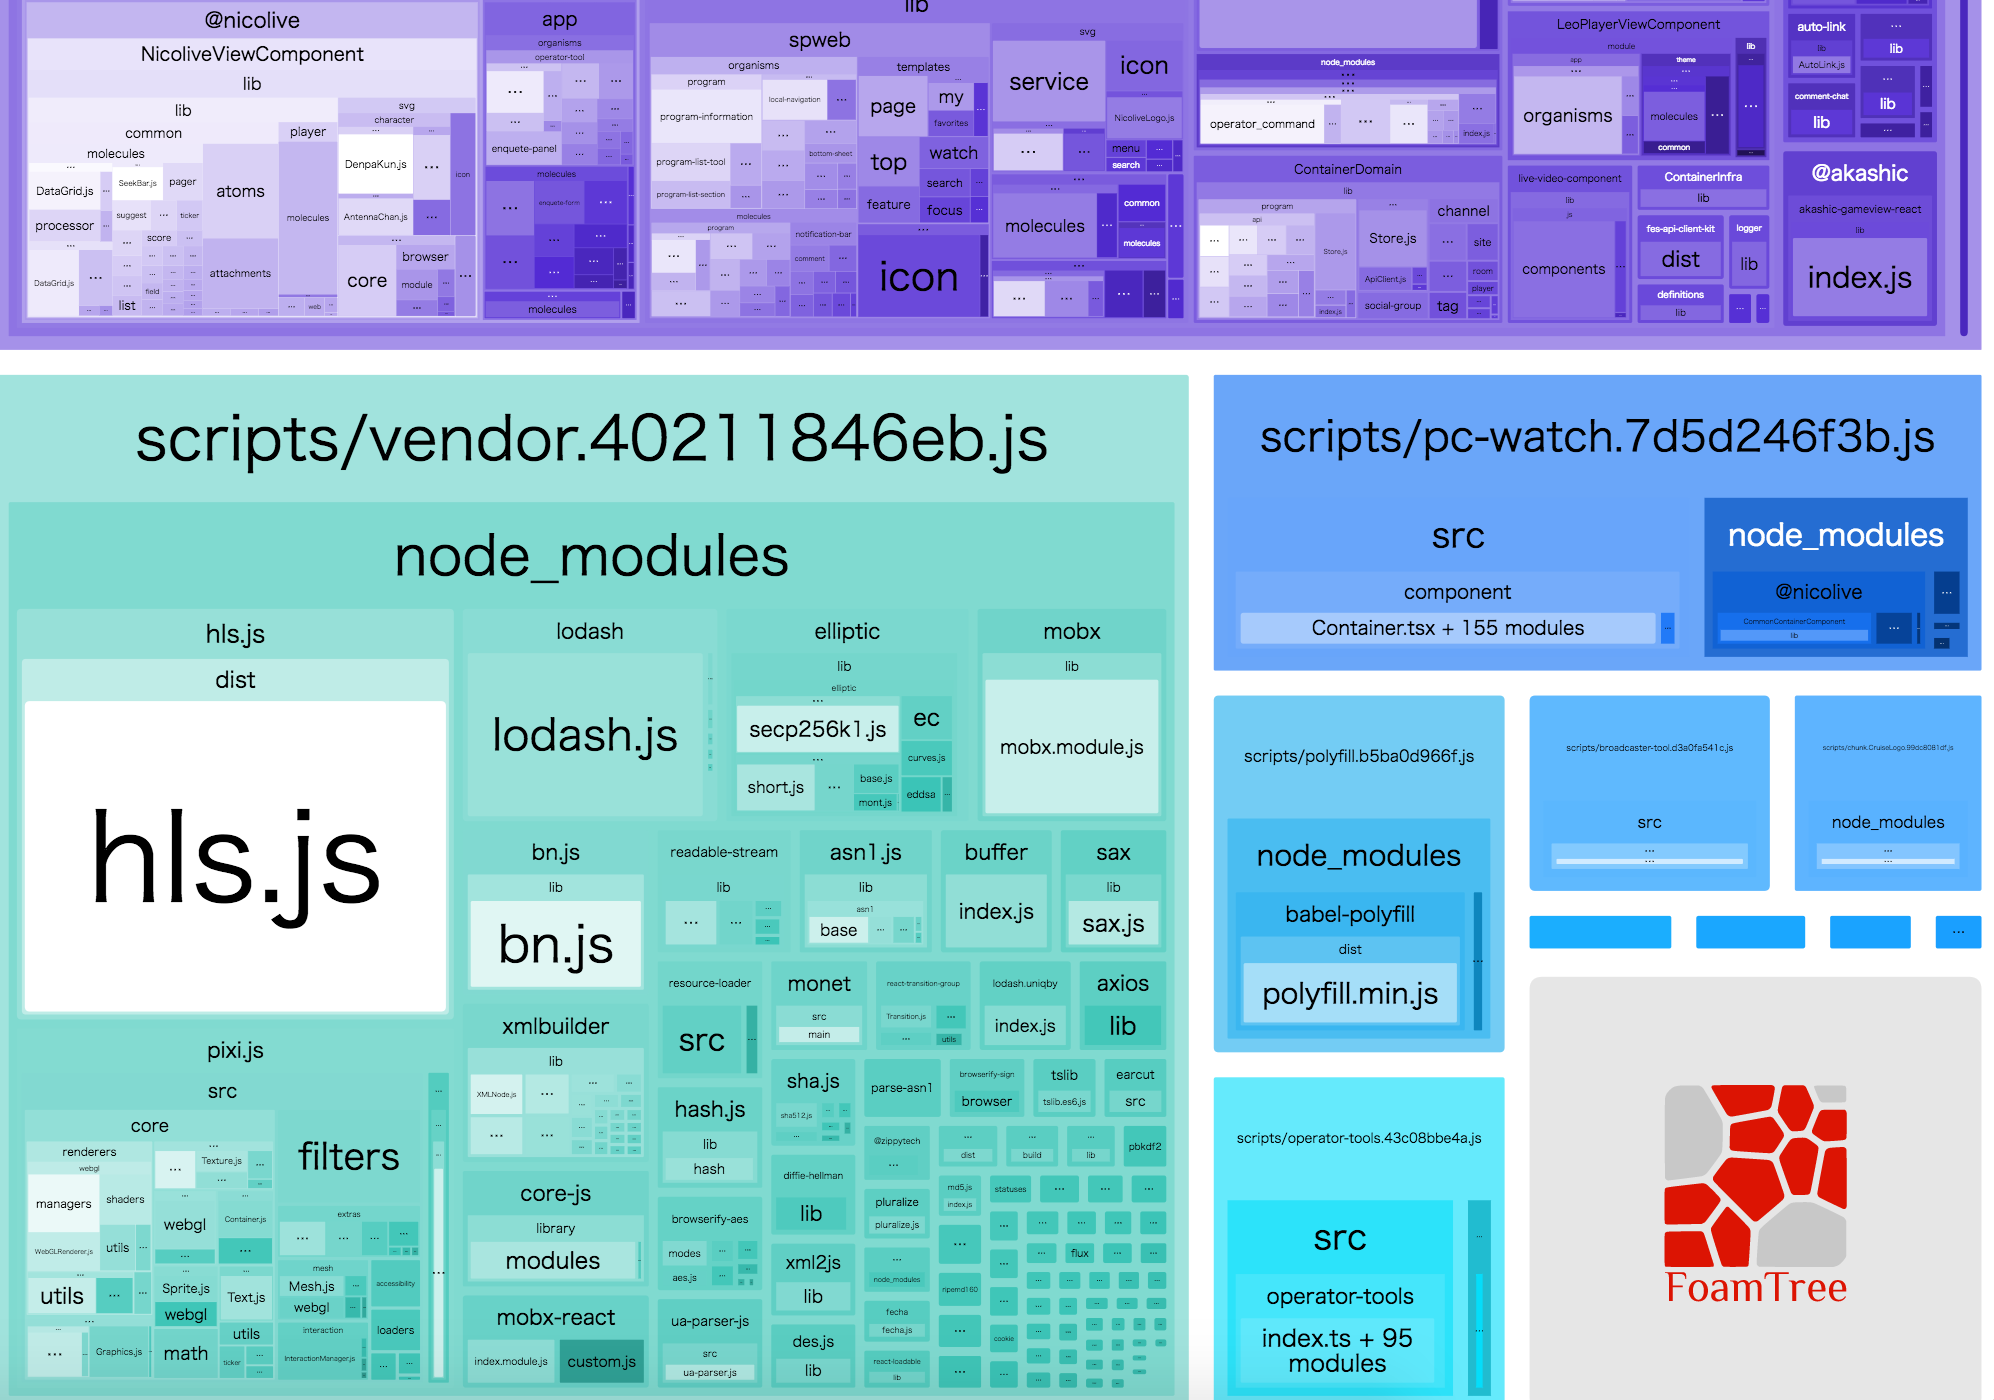 @nicolive
NicoliveViewComponent
lib
lib
common
molecules
DataGrid.js
SeekBar.js
pager
processor
suggest
...
ticker
score
DataGrid.js
...
field
list
atoms
attachments
player
molecules
web
svg
character
DenpaKun.js
...
icon
AntennaChan.js
...
core
browser
module
...
app
organisms
operator-tool
...
enquete-panel
molecules
enquete-form
molecules
lib
spweb
organisms
program
program-information
local-navigation
program-list-tool
bottom-sheet
program-list-section
molecules
program
notification-bar
comment
templates
page
my
favorites
top
watch
search
feature
focus
icon
svg
service
icon
NicoliveLogo.js
menu
search
molecules
common
molecules
node_modules
operator_command
index.js
ContainerDomain
lib
program
api
Store.js
index.js
Store.js
ApiClient.js
social-group
channel
site
room
player
tag
LeoPlayerViewComponent
module
app
organisms
theme
molecules
common
lib
live-video-component
lib
js
components
ContainerInfra
lib
fes-api-client-kit
dist
logger
lib
definitions
lib
auto-link
lib
AutoLink.js
lib
comment-chat
lib
lib
@akashic
akashic-gameview-react
lib
index.js
scripts/vendor.40211846eb.js
node_modules
hls.js
dist
hls.js
lodash
lodash.js
elliptic
lib
elliptic
secp256k1.js
ec
curves.js
short.js
base.js
mont.js
eddsa
mobx
lib
mobx.module.js
bn.js
lib
bn.js
readable-stream
lib
asn1.js
lib
asn1
base
buffer
index.js
sax
lib
sax.js
resource-loader
src
monet
src
main
react-transition-group
Transition.js
utils
lodash.uniqby
index.js
axios
lib
xmlbuilder
lib
XMLNode.js
hash.js
lib
hash
sha.js
sha512.js
parse-asn1
browserify-sign
browser
tslib
tslib.es6.js
earcut
src
@zippytech
dist
build
lib
pbkdf2
core-js
library
modules
browserify-aes
modes
aes.js
diffie-hellman
lib
pluralize
pluralize.js
md5.js
index.js
statuses
flux
xml2js
lib
node_modules
ripemd160
mobx-react
index.module.js
custom.js
ua-parser-js
src
ua-parser.js
des.js
lib
fecha
fecha.js
react-loadable
lib
cookie
pixi.js
src
core
renderers
webgl
managers
shaders
WebGLRenderer.js
utils
utils
Graphics.js
Texture.js
webgl
Container.js
Sprite.js
webgl
Text.js
math
utils
ticker
filters
extras
mesh
Mesh.js
webgl
accessibility
interaction
InteractionManager.js
loaders
scripts/pc-watch.7d5d246f3b.js
src
component
Container.tsx + 155 modules
node_modules
@nicolive
CommonContainerComponent
lib
scripts/polyfill.b5ba0d966f.js
node_modules
babel-polyfill
dist
polyfill.min.js
scripts/broadcaster-tool.d3a0fa541c.js
src
scripts/chunk.CruiseLogo.99dc8081df.js
node_modules
scripts/operator-tools.43c08bbe4a.js
src
operator-tools
index.ts + 95
modules
FoamTree